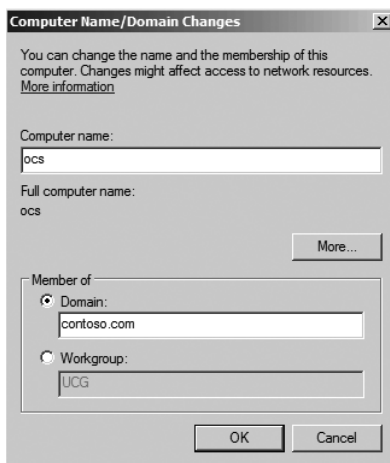 Computer Name/Domain Changes
You can change the name and the membership of this
computer. Changes might affect access to network resources.
More information
Computer name:
ocs
Full computer name:
ocs
More...
Member of
Domain:
contoso.com
Workgroup:
UCG
OK Cancel